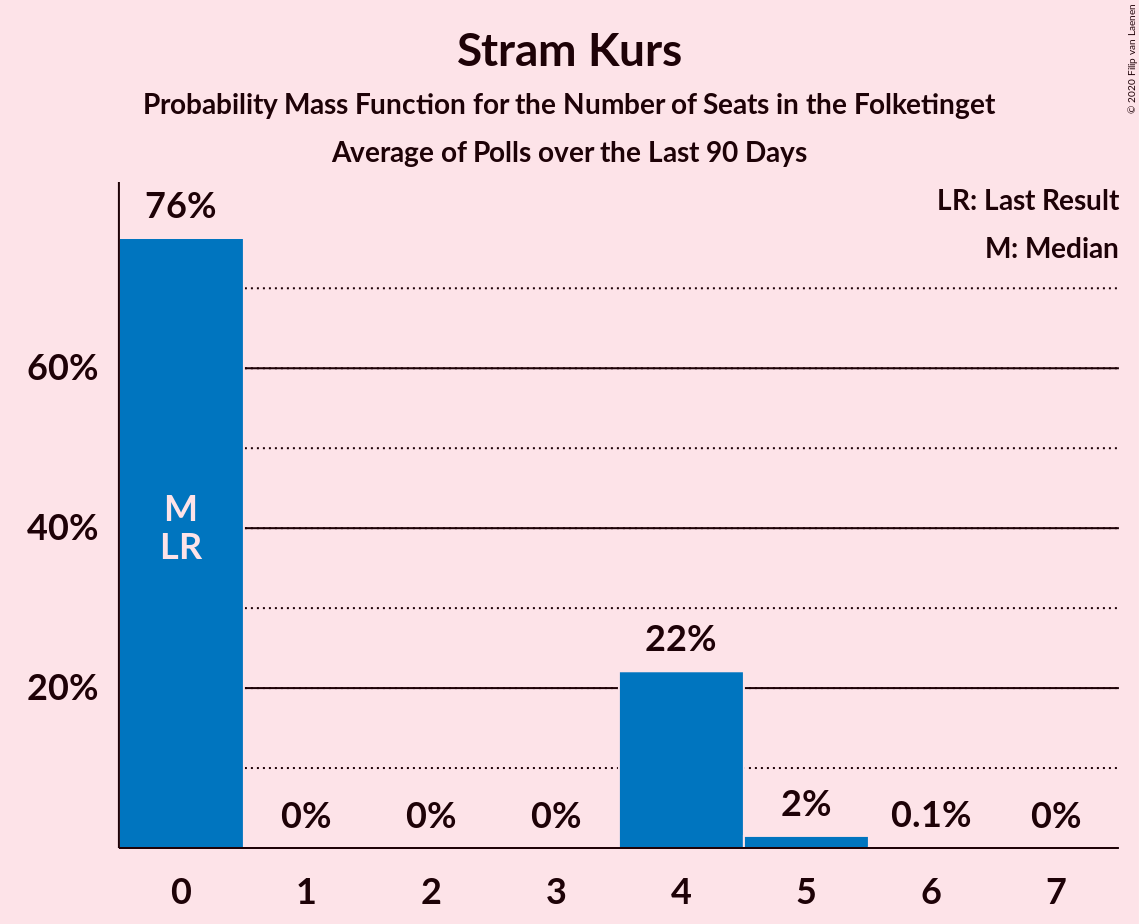 Stram Kurs
Probability Mass Function for the Number of Seats in the Folketinget
Average of Polls over the Last 90 Days
© 2020 Filip van Laenen
LR: Last Result
M: Median
76%
60%
40%
20%
M
LR
0%
0%
0%
22%
2%
0.1%
0%
0
1
2
3
4
5
6
7